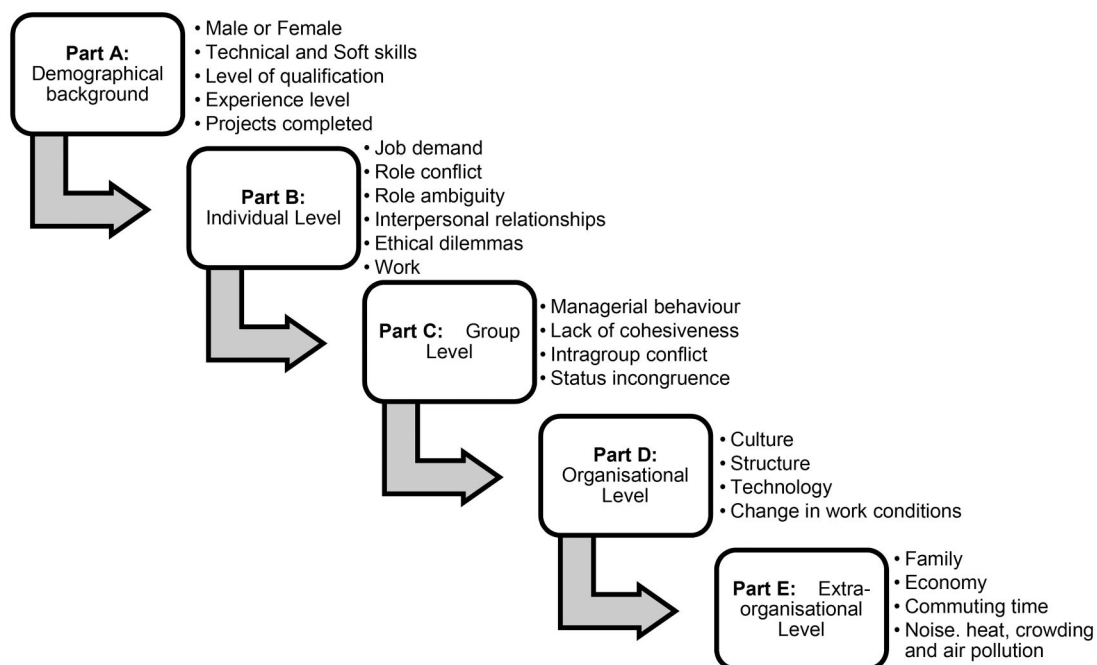 Part A:
Demographical
background
• Male or Female
• Technical and Soft skills
• Level of qualification
• Experience level
• Projects completed
Part B:
Individual Level
• Job demand
• Role conflict
• Role ambiguity
• Interpersonal relationships
• Ethical dilemmas
• Work
Part C: Group
Level
• Managerial behaviour
• Lack of cohesiveness
• Intragroup conflict
• Status incongruence
Part D:
Organisational
Level
• Culture
• Structure
• Technology
• Change in work conditions
Part E: Extra-
organisational
Level
• Family
• Economy
• Commuting time
• Noise. heat, crowding
and air pollution